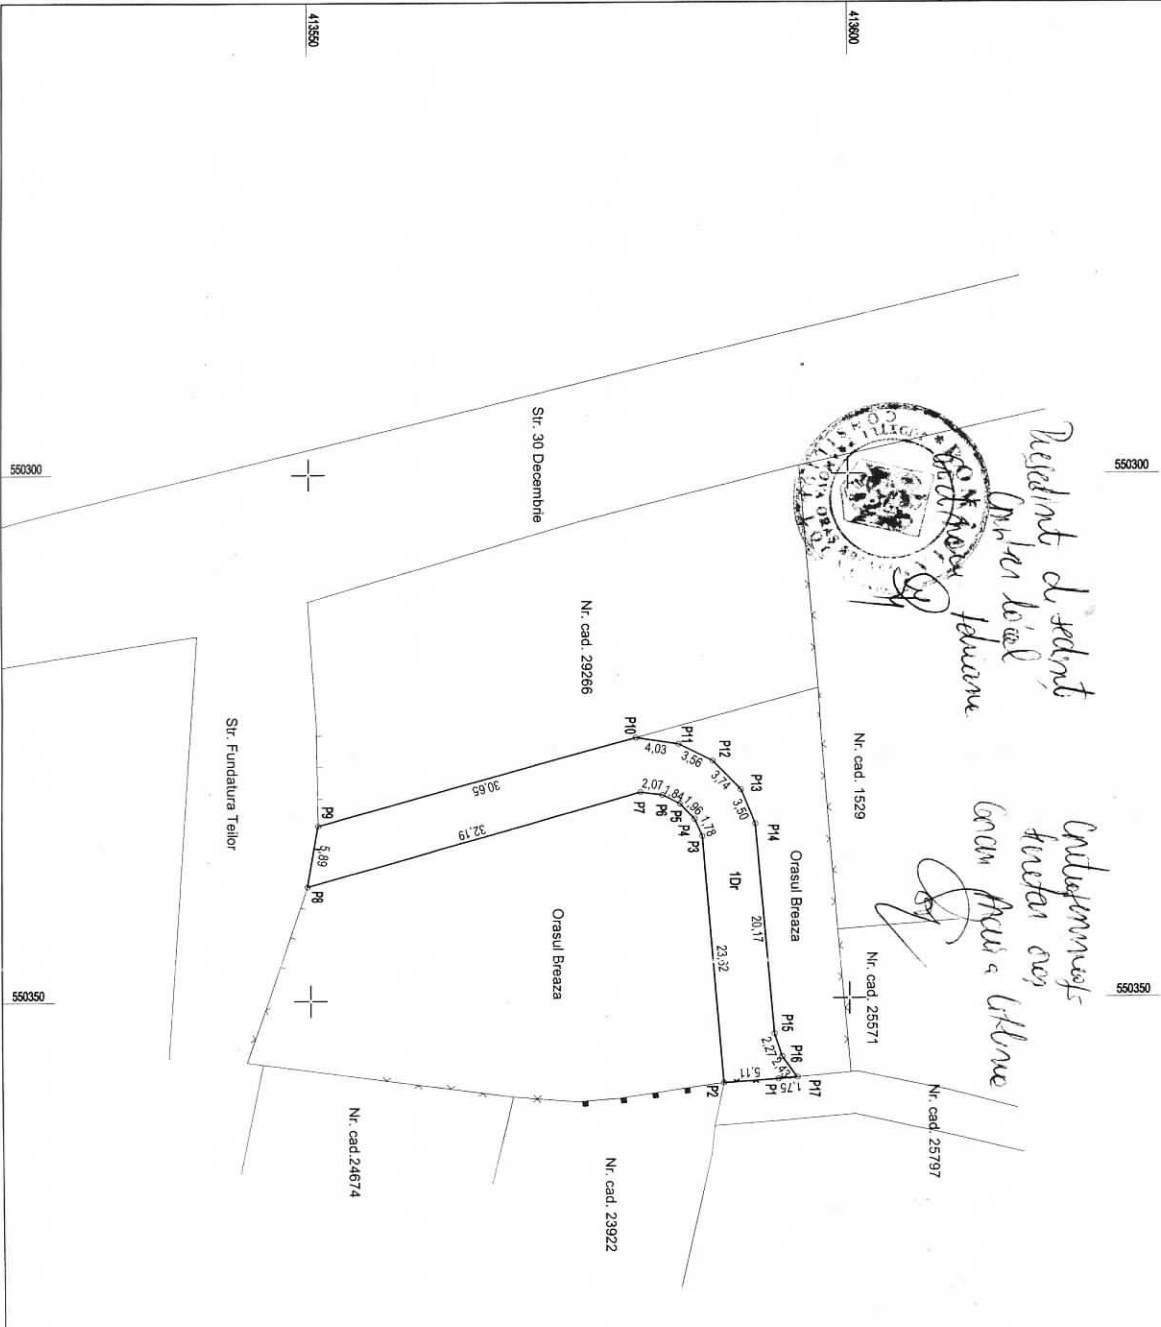 413550
413600
550300
550300
550350
550350
Str. 30 Decembrie
Nr. cad. 29266
Nr. cad. 1529
Nr. cad. 25571
Nr. cad. 25797
Orasul Breaza
1Dr
Orasul Breaza
Str. Fundatura Teilor
Nr. cad.24674
Nr. cad. 23922
P10
4,03
P11
3,56
P12
3,74
P13
3,50
P14
20,17
P15
2,27
P16
2,43
P17
1,75
P1
P2
23,62
P3
1,78
P4
1,96
P5
1,84
P6
2,07
P7
32,19
P8
5,89
P9
30,65
local